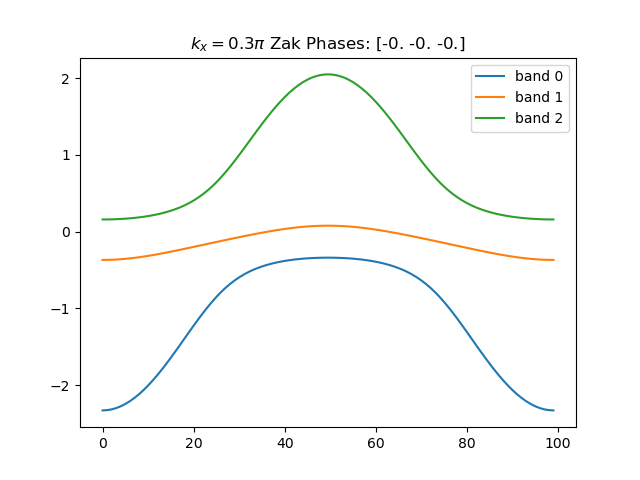 $k_x = 0.3\pi$ Zak Phases: [-0. -0. -0.]
band 0
band 1
band 2
2
1
0
−1
−2
0 20 40 60 80 100